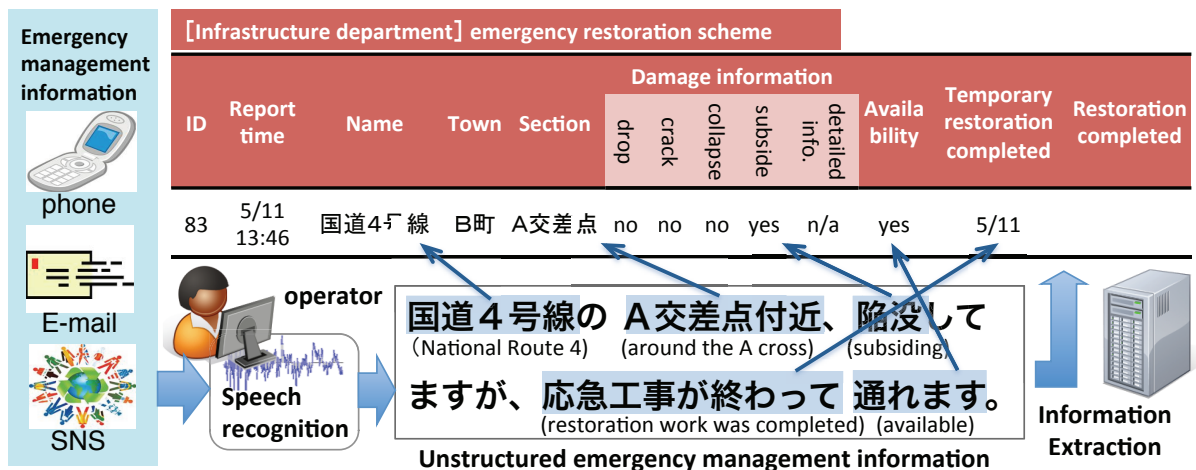 Emergency
management
information
phone
E-mail
SNS
[Infrastructure department] emergency restoration scheme
ID
Report
time
Name
Town
Section
Damage information
drop
crack
collapse
subside
detailed
info.
Availa
bility
Temporary
restoration
completed
Restoration
completed
83
5/11
13:46
国道4号線
B町
A交差点
no
no
no
yes
n/a
yes
5/11
operator
Speech
recognition
国道4号線の A交差点付近、陥没して
(National Route 4) (around the A cross) (subsiding)
ますが、応急工事が終わって 通れます。
(restoration work was completed) (available)
Unstructured emergency management information
Information
Extraction